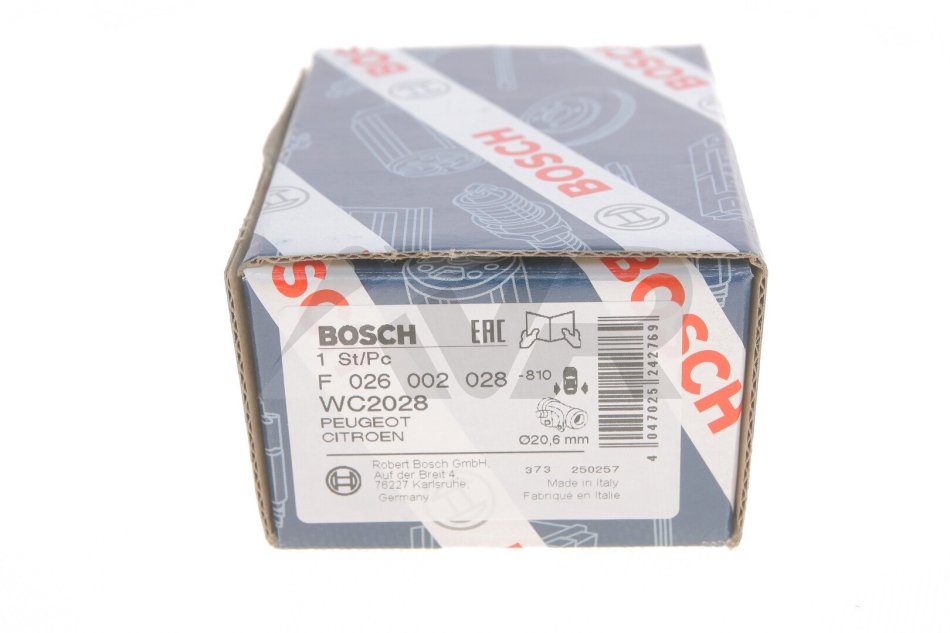 BOSCH
BOSCH
BOSCH
BOSCH
BOSCH EAC
1 St/Pc
F 026 002 028 -810
WC2028
PEUGEOT
CITROEN
Ø20,6 mm
4 047025 242769
Robert Bosch GmbH,
Auf der Breit 4,
76227 Karlsruhe,
Germany
373 250257
Made in Italy
Fabriqué en Italie